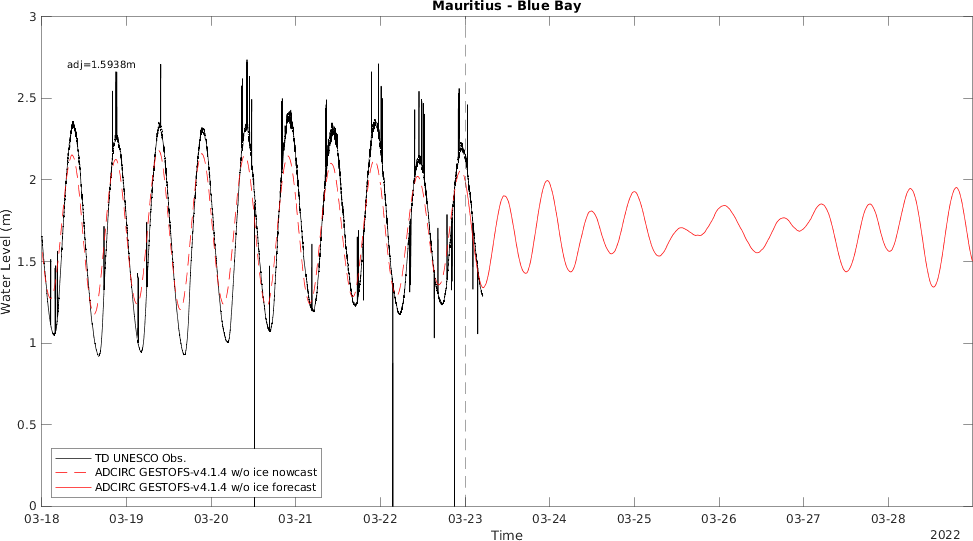 Mauritius - Blue Bay
3
adj=1.5938m
2.5
2
1.5
1
0.5
0
Water Level (m)
TD UNESCO Obs.
ADCIRC GESTOFS-v4.1.4 w/o ice nowcast
ADCIRC GESTOFS-v4.1.4 w/o ice forecast
03-18 03-19 03-20 03-21 03-22 03-23 03-24 03-25 03-26 03-27 03-28
Time
2022